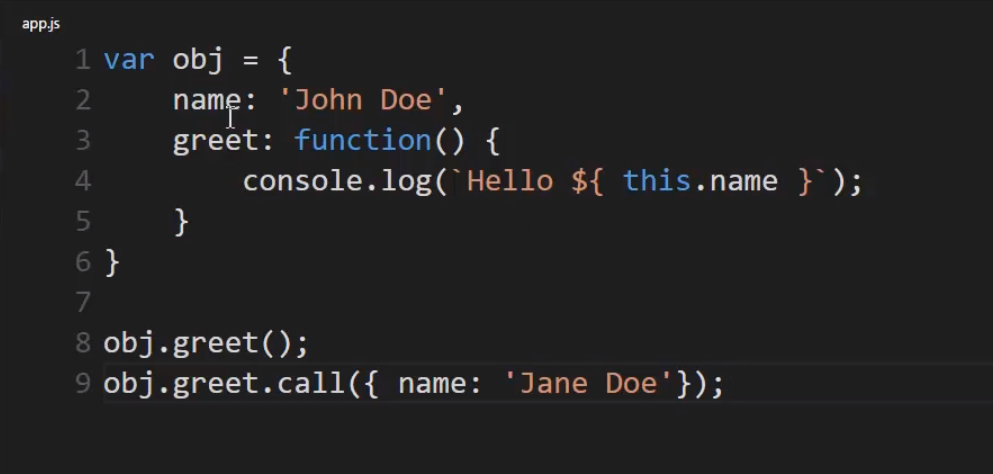 app.js
1 var obj = {
2     name: 'John Doe',
3     greet: function() {
4         console.log(`Hello ${ this.name }`);
5     }
6 }
7
8 obj.greet();
9 obj.greet.call({ name: 'Jane Doe'});